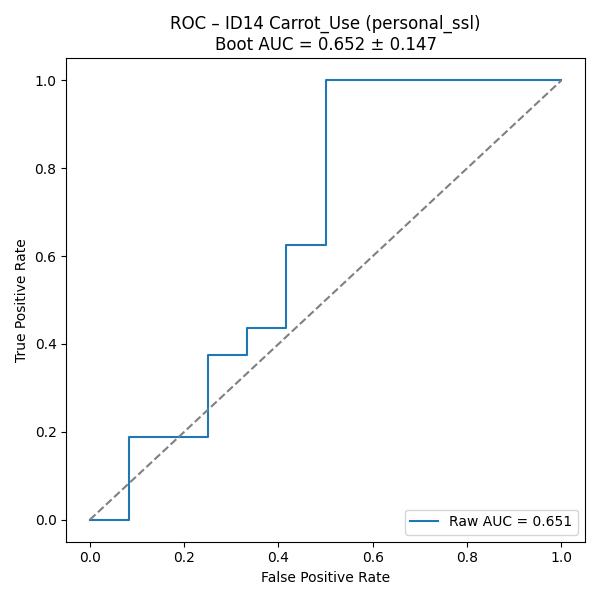 ROC – ID14 Carrot_Use (personal_ssl)
Boot AUC = 0.652 ± 0.147
1.0
0.8
0.6
0.4
0.2
0.0
True Positive Rate
Raw AUC = 0.651
0.0 0.2 0.4 0.6 0.8 1.0
False Positive Rate